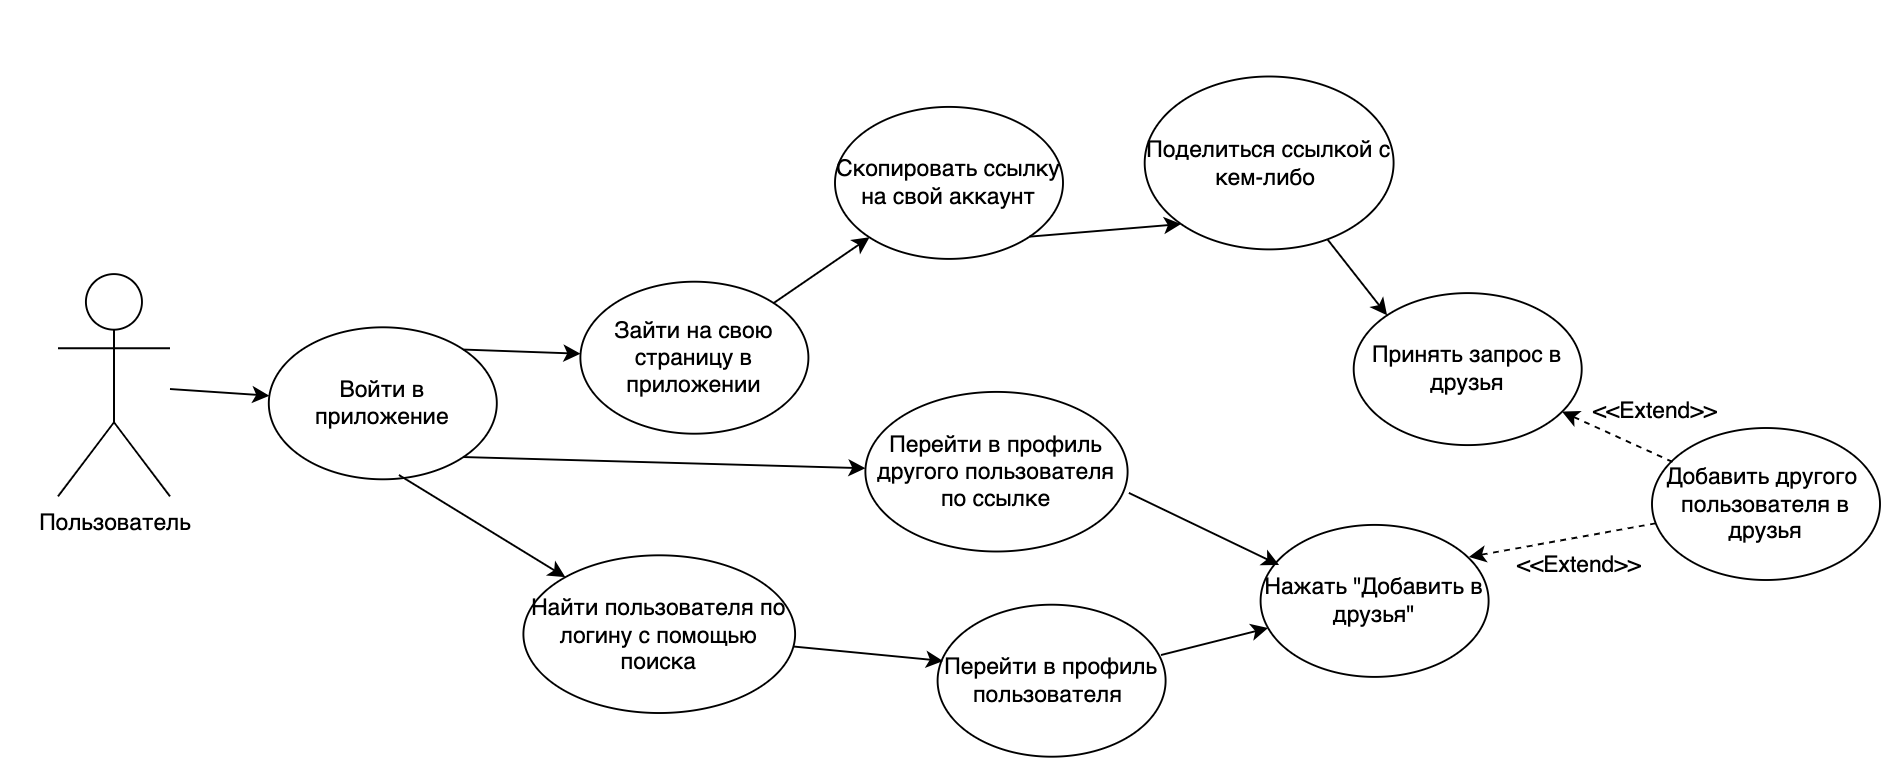 Поделиться ссылкой с
кем-либо
Скопировать ссылку
на свой аккаунт
Зайти на свою
страницу в
приложении
Принять запрос в
друзья
Войти в
приложение
<<Extend>>
Перейти в профиль
другого пользователя
по ссылке
Добавить другого
пользователя в
друзья
Пользователь
<<Extend>>
Нажать "Добавить в
друзья"
Найти пользователя по
логину с помощью
поиска
Перейти в профиль
пользователя